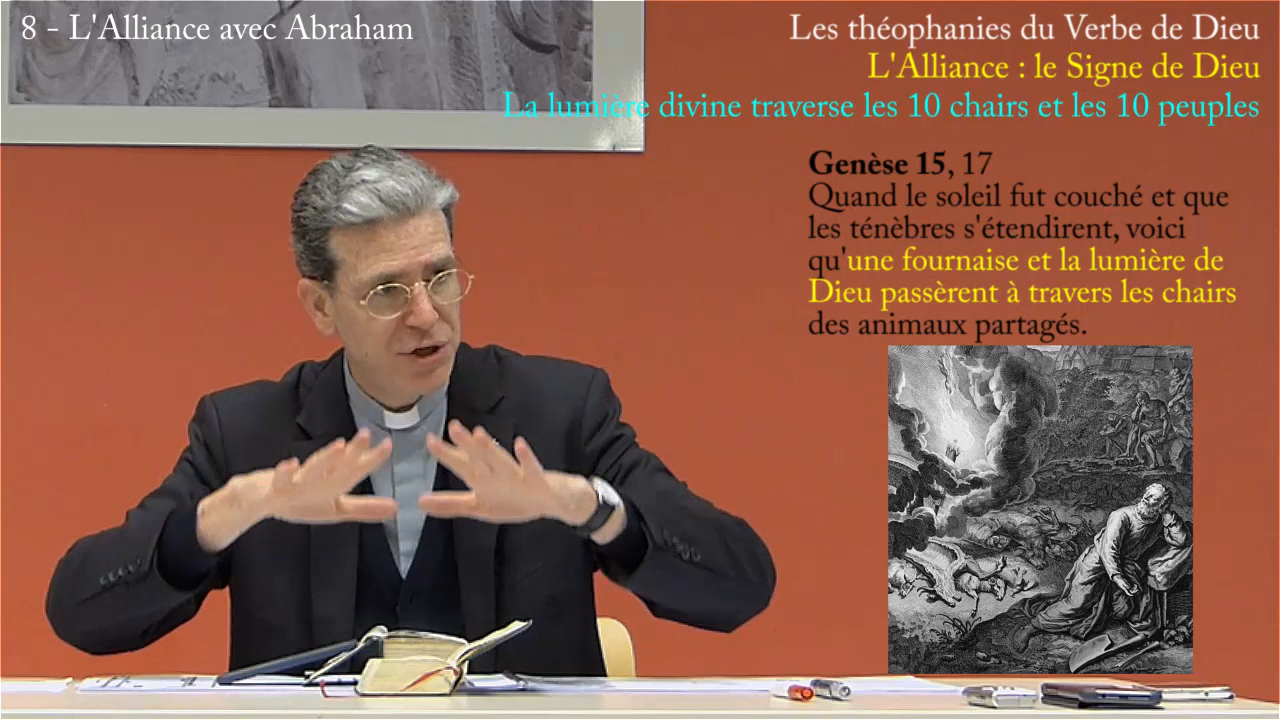 8 - L'Alliance avec Abraham
Les théophanies du Verbe de Dieu
L'Alliance : le Signe de Dieu
La lumière divine traverse les 10 chairs et les 10 peuples
Genèse 15, 17
Quand le soleil fut couché et que
les ténèbres s'étendirent, voici
qu'une fournaise et la lumière de
Dieu passèrent à travers les chairs
des animaux partagés.